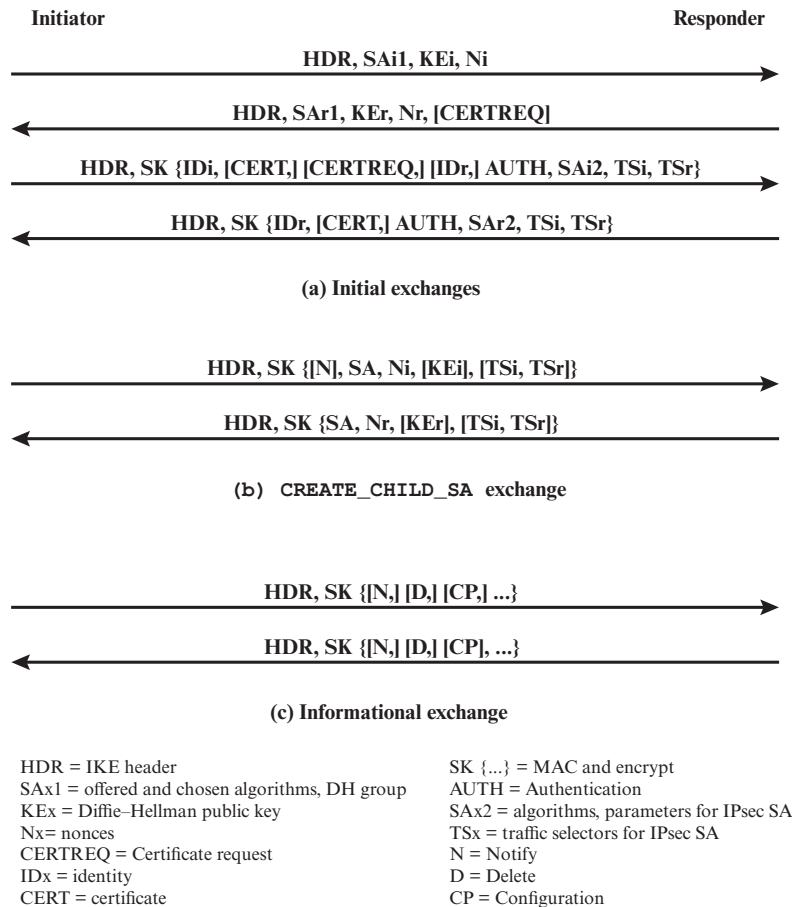 Initiator Responder
HDR, SAi1, KEi, Ni
HDR, SAr1, KEr, Nr, [CERTREQ]
HDR, SK {IDi, [CERT,] [CERTREQ,] [IDr,] AUTH, SAi2, TSi, TSr}
HDR, SK {IDr, [CERT,] AUTH, SAr2, TSi, TSr}
(a) Initial exchanges
HDR, SK {[N], SA, Ni, [KEi], [TSi, TSr]}
HDR, SK {SA, Nr, [KEr], [TSi, TSr]}
(b) CREATE_CHILD_SA exchange
HDR, SK {[N,] [D,] [CP,] ...}
HDR, SK {[N,] [D,] [CP], ...}
(c) Informational exchange
HDR = IKE header
SAx1 = offered and chosen algorithms, DH group
KEx = Diffie–Hellman public key
Nx= nonces
CERTREQ = Certificate request
IDx = identity
CERT = certificate
SK {...} = MAC and encrypt
AUTH = Authentication
SAx2 = algorithms, parameters for IPsec SA
TSx = traffic selectors for IPsec SA
N = Notify
D = Delete
CP = Configuration